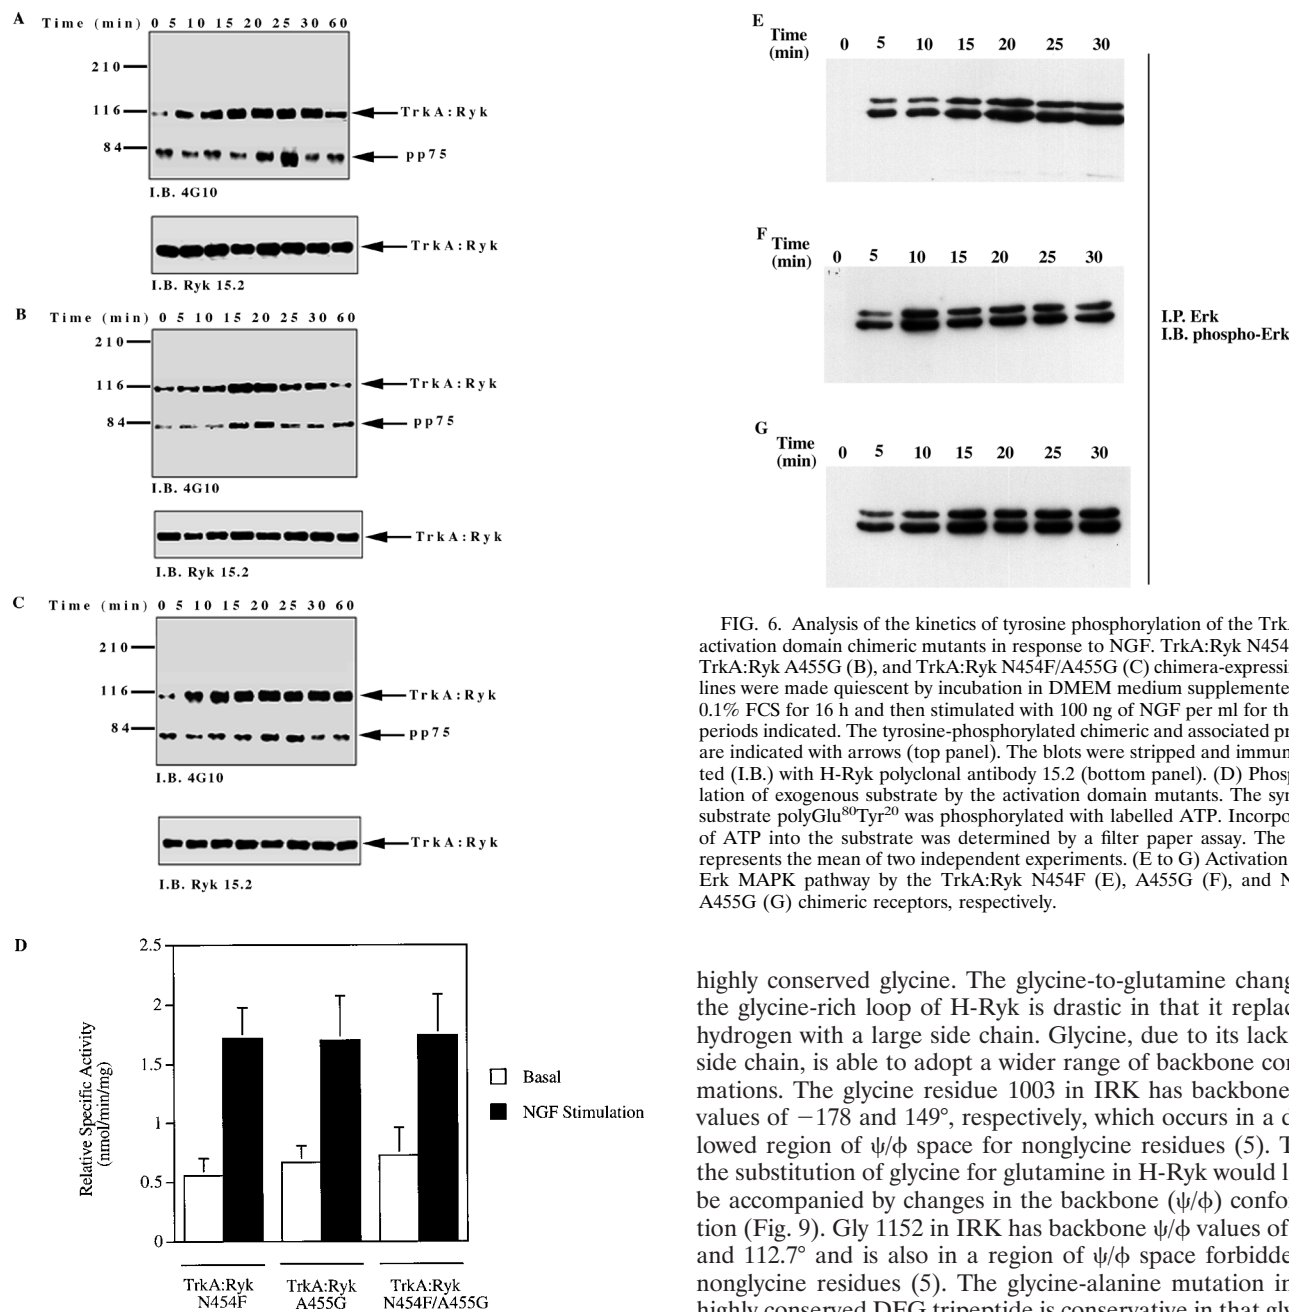 A Time (min) 0 5 10 15 20 25 30 60
210
116
TrkA:Ryk
84
pp75
I.B. 4G10
TrkA:Ryk
I.B. Ryk 15.2
B Time (min) 0 5 10 15 20 25 30 60
210
116
TrkA:Ryk
84
pp75
I.B. 4G10
TrkA:Ryk
I.B. Ryk 15.2
C Time (min) 0 5 10 15 20 25 30 60
210
116
TrkA:Ryk
84
pp75
I.B. 4G10
TrkA:Ryk
I.B. Ryk 15.2
D
2.5
2
1.5
1
0.5
0
Relative Specific Activity
(nmol/min/mg)
Basal
NGF Stimulation
TrkA:Ryk
N454F
TrkA:Ryk
A455G
TrkA:Ryk
N454F/A455G
E
Time
(min)
0 5 10 15 20 25 30
F
Time
(min)
0 5 10 15 20 25 30
I.P. Erk
I.B. phospho-Erk
G
Time
(min)
0 5 10 15 20 25 30
FIG. 6. Analysis of the kinetics of tyrosine phosphorylation of the Trk
activation domain chimeric mutants in response to NGF. TrkA:Ryk N454
TrkA:Ryk A455G (B), and TrkA:Ryk N454F/A455G (C) chimera-expressi
lines were made quiescent by incubation in DMEM medium supplemente
0.1% FCS for 16 h and then stimulated with 100 ng of NGF per ml for th
periods indicated. The tyrosine-phosphorylated chimeric and associated pr
are indicated with arrows (top panel). The blots were stripped and immun
ted (I.B.) with H-Ryk polyclonal antibody 15.2 (bottom panel). (D) Phosp
lation of exogenous substrate by the activation domain mutants. The syn
substrate polyGlu⁸⁰Tyr²⁰ was phosphorylated with labelled ATP. Incorpo
of ATP into the substrate was determined by a filter paper assay. The
represents the mean of two independent experiments. (E to G) Activation
Erk MAPK pathway by the TrkA:Ryk N454F (E), A455G (F), and N
A455G (G) chimeric receptors, respectively.
highly conserved glycine. The glycine-to-glutamine chang
the glycine-rich loop of H-Ryk is drastic in that it replac
hydrogen with a large side chain. Glycine, due to its lack
side chain, is able to adopt a wider range of backbone con
mations. The glycine residue 1003 in IRK has backbone
values of −178 and 149°, respectively, which occurs in a d
lowed region of ψ/ϕ space for nonglycine residues (5). T
the substitution of glycine for glutamine in H-Ryk would l
be accompanied by changes in the backbone (ψ/ϕ) confor
tion (Fig. 9). Gly 1152 in IRK has backbone ψ/ϕ values of
and 112.7° and is also in a region of ψ/ϕ space forbidde
nonglycine residues (5). The glycine-alanine mutation in
highly conserved DFG tripeptide is conservative in that gly